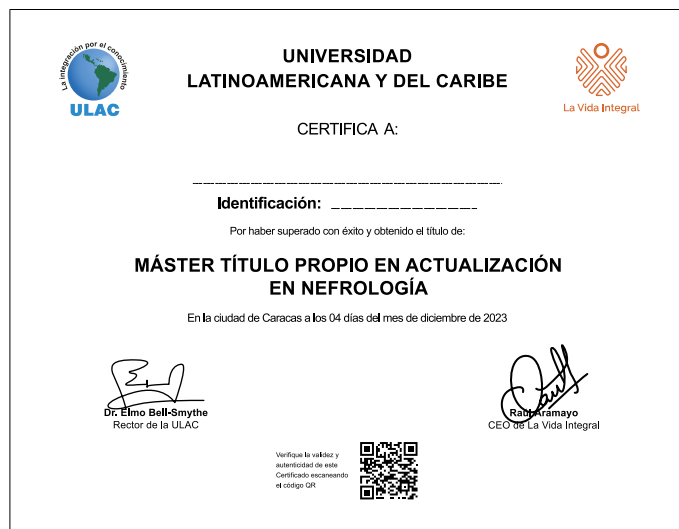 La integración por el conocimiento
ULAC
UNIVERSIDAD
LATINOAMERICANA Y DEL CARIBE
La Vida Integral
CERTIFICA A:
Identificación:
Por haber superado con éxito y obtenido el título de:
MÁSTER TÍTULO PROPIO EN ACTUALIZACIÓN
EN NEFROLOGÍA
En la ciudad de Caracas a los 04 días del mes de diciembre de 2023
Dr. Elmo Bell-Smythe
Rector de la ULAC
Raúl Aramayo
CEO de La Vida Integral
Verifique la validez y
autenticidad de este
Certificado escaneando
el código QR